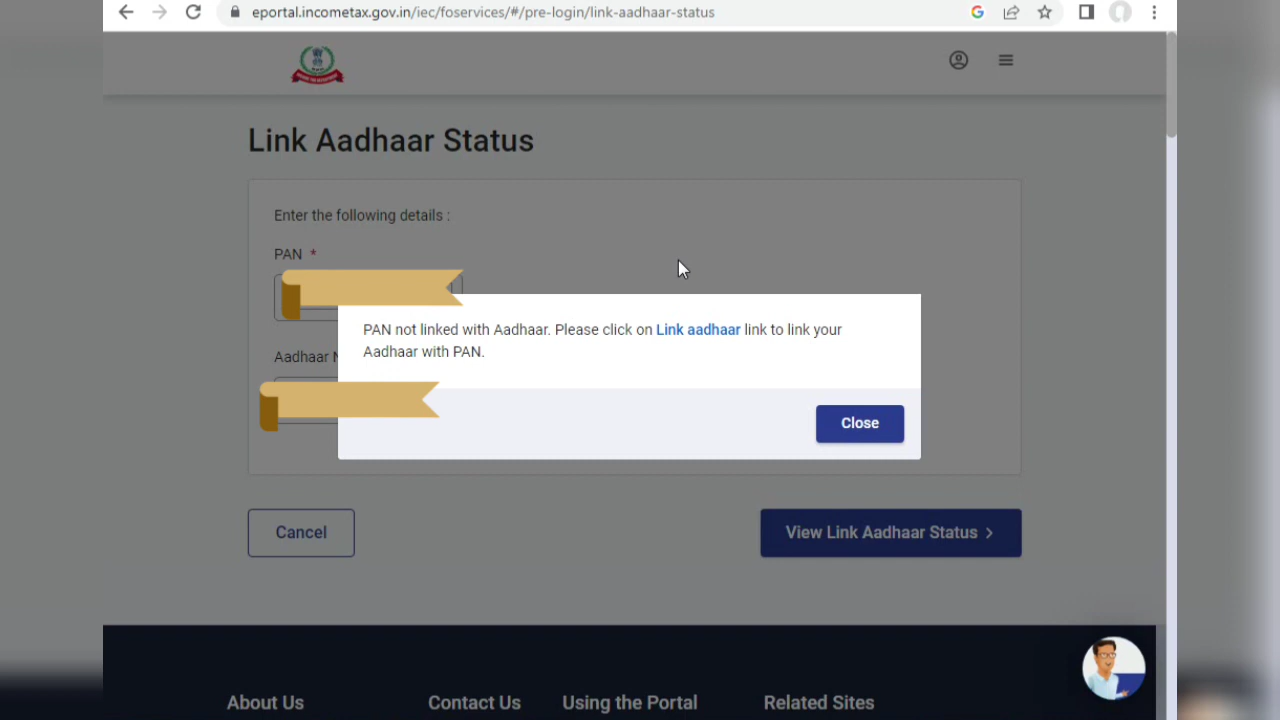 eportal.incometax.gov.in/iec/foservices/#/pre-login/link-aadhaar-status
Link Aadhaar Status
Enter the following details :
PAN *
PAN not linked with Aadhaar. Please click on Link aadhaar link to link your
Aadhaar with PAN.
Aadhaar N
Close
Cancel
View Link Aadhaar Status >
About Us
Contact Us
Using the Portal
Related Sites